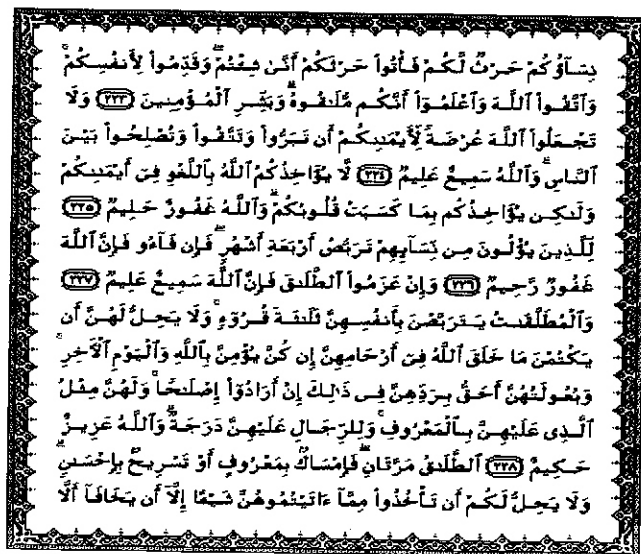 نِسَآؤُكُمْ حَرْثٌ لَّكُمْ فَأْتُواْ حَرْثَكُمْ أَنَّىٰ شِئْتُمْ وَقَدِّمُواْ لِأَنفُسِكُمْ
وَٱتَّقُواْ ٱللَّهَ وَٱعْلَمُوٓاْ أَنَّكُم مُّلَـٰقُوهُ وَبَشِّرِ ٱلْمُؤْمِنِينَ ٢٢٣ وَلَا
تَجْعَلُواْ ٱللَّهَ عُرْضَةً لِّأَيْمَـٰنِكُمْ أَن تَبَرُّواْ وَتَتَّقُواْ وَتُصْلِحُواْ بَيْنَ
ٱلنَّاسِ وَٱللَّهُ سَمِيعٌ عَلِيمٌ ٢٢٤ لَّا يُؤَاخِذُكُمُ ٱللَّهُ بِٱللَّغْوِ فِىٓ أَيْمَـٰنِكُمْ
وَلَـٰكِن يُؤَاخِذُكُم بِمَا كَسَبَتْ قُلُوبُكُمْ وَٱللَّهُ غَفُورٌ حَلِيمٌ ٢٢٥
لِّلَّذِينَ يُؤْلُونَ مِن نِّسَآئِهِمْ تَرَبُّصُ أَرْبَعَةِ أَشْهُرٍ فَإِن فَآءُو فَإِنَّ ٱللَّهَ
غَفُورٌ رَّحِيمٌ ٢٢٦ وَإِنْ عَزَمُواْ ٱلطَّلَـٰقَ فَإِنَّ ٱللَّهَ سَمِيعٌ عَلِيمٌ ٢٢٧
وَٱلْمُطَلَّقَـٰتُ يَتَرَبَّصْنَ بِأَنفُسِهِنَّ ثَلَـٰثَةَ قُرُوٓءٍ وَلَا يَحِلُّ لَهُنَّ أَن
يَكْتُمْنَ مَا خَلَقَ ٱللَّهُ فِىٓ أَرْحَامِهِنَّ إِن كُنَّ يُؤْمِنَّ بِٱللَّهِ وَٱلْيَوْمِ ٱلْآخِرِ
وَبُعُولَتُهُنَّ أَحَقُّ بِرَدِّهِنَّ فِى ذَٰلِكَ إِنْ أَرَادُوٓاْ إِصْلَـٰحًا وَلَهُنَّ مِثْلُ
ٱلَّذِى عَلَيْهِنَّ بِٱلْمَعْرُوفِ وَلِلرِّجَالِ عَلَيْهِنَّ دَرَجَةٌ وَٱللَّهُ عَزِيزٌ
حَكِيمٌ ٢٢٨ ٱلطَّلَـٰقُ مَرَّتَانِ فَإِمْسَاكٌ بِمَعْرُوفٍ أَوْ تَسْرِيحٌ بِإِحْسَـٰنٍ
وَلَا يَحِلُّ لَكُمْ أَن تَأْخُذُواْ مِمَّآ ءَاتَيْتُمُوهُنَّ شَيْـًٔا إِلَّآ أَن يَخَافَآ أَلَّا